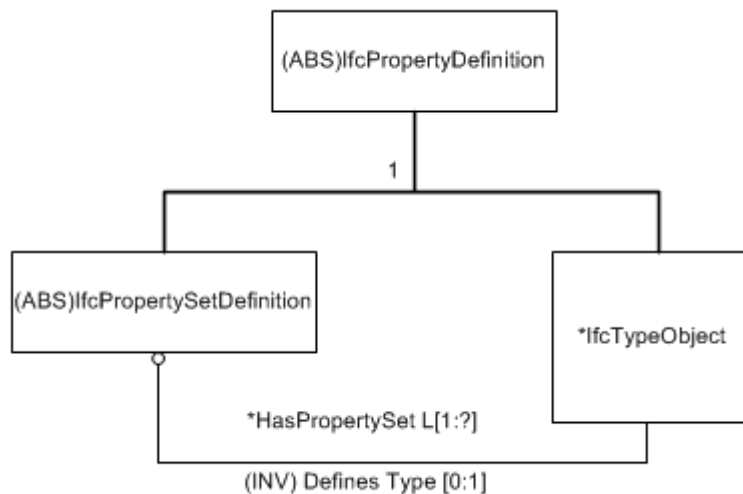 (ABS)IfcPropertyDefinition
1
(ABS)IfcPropertySetDefinition
*IfcTypeObject
*HasPropertySet L[1:?]
(INV) Defines Type [0:1]